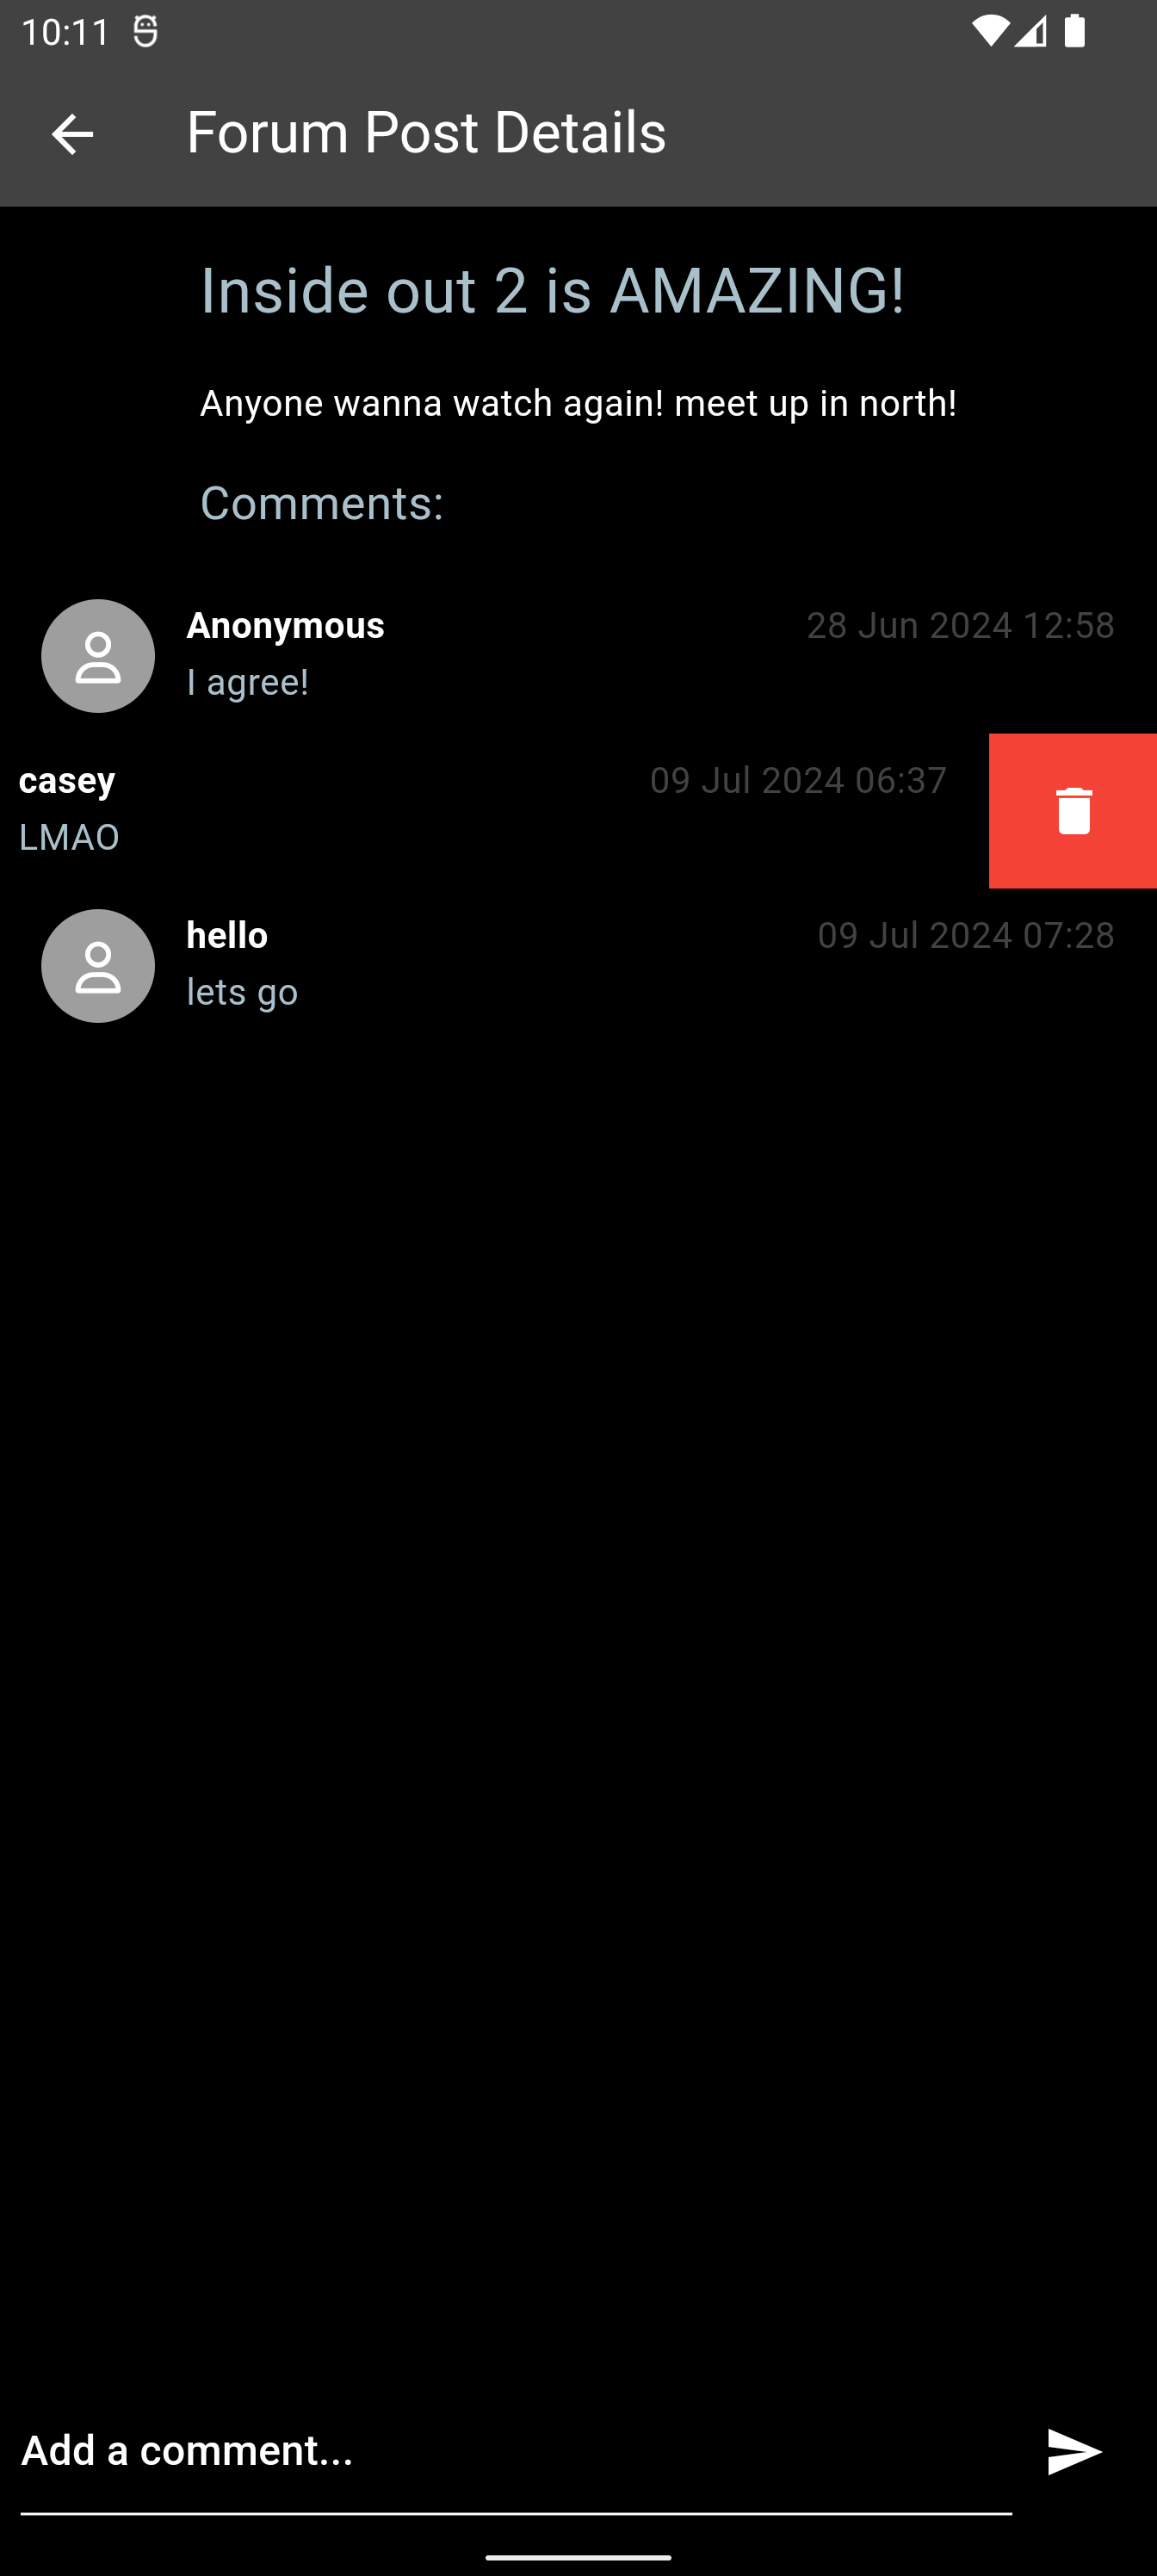 10:11
Forum Post Details
Inside out 2 is AMAZING!
Anyone wanna watch again! meet up in north!
Comments:
Anonymous 28 Jun 2024 12:58
I agree!
casey 09 Jul 2024 06:37
LMAO
hello 09 Jul 2024 07:28
lets go
Add a comment...